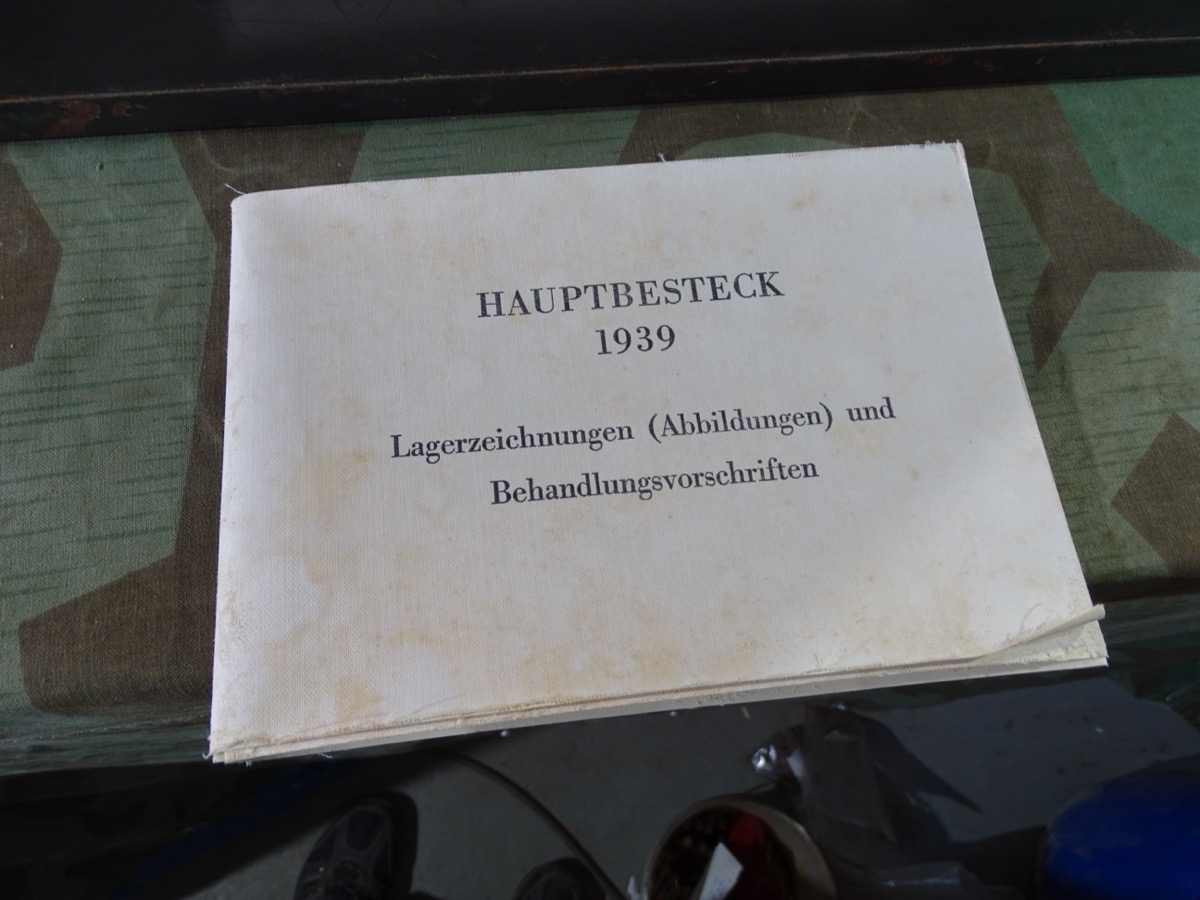 HAUPTBESTECK
1939
Lagerzeichnungen (Abbildungen) und
Behandlungsvorschriften